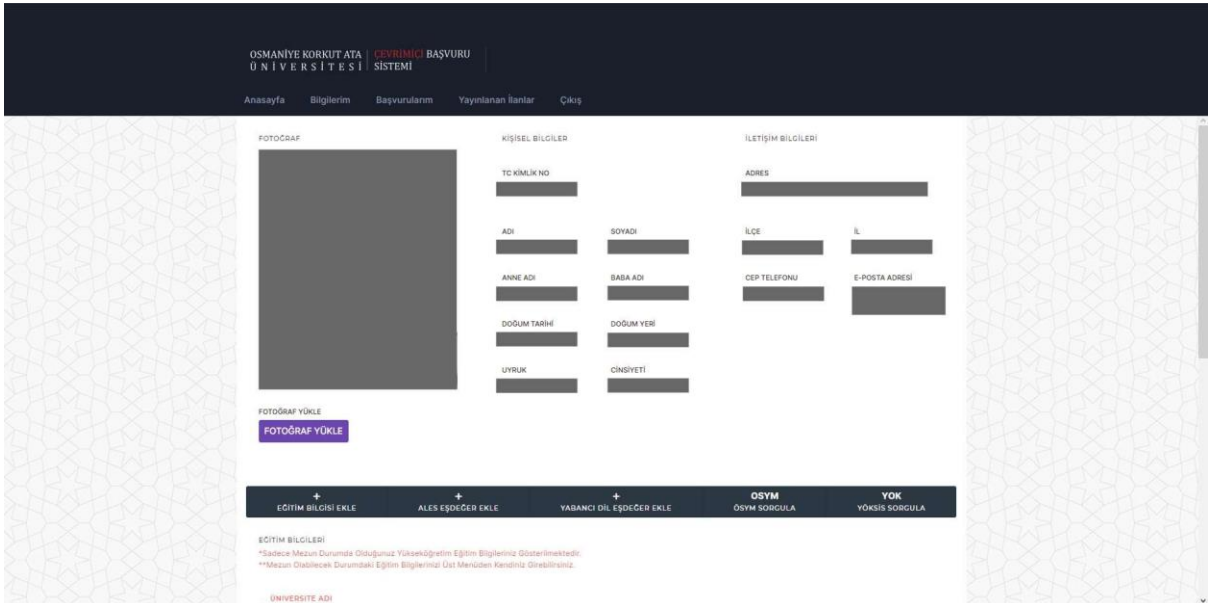 OSMANİYE KORKUT ATA
ÜNİVERSİTESİ
ÇEVRİMİÇİ BAŞVURU
SİSTEMİ
Anasayfa Bilgilerim Başvurularım Yayınlanan İlanlar Çıkış
FOTOĞRAF
KİŞİSEL BİLGİLER
İLETİŞİM BİLGİLERİ
TC KİMLİK NO
ADRES
ADI SOYADI
İLÇE İL
ANNE ADI BABA ADI
CEP TELEFONU E-POSTA ADRESİ
DOĞUM TARİHİ DOĞUM YERİ
UYRUK CİNSİYETİ
FOTOĞRAF YÜKLE
FOTOĞRAF YÜKLE
+ + + OSYM YOK
EĞİTİM BİLGİSİ EKLE ALES EŞDEĞER EKLE YABANCI DİL EŞDEĞER EKLE ÖSYM SORGULA YÖKSİS SORGULA
EĞİTİM BİLGİLERİ
*Sadece Mezun Durumda Olduğunuz Yükseköğretim Eğitim Bilgileriniz Gösterilmektedir.
**Mezun Olabilecek Durumdaki Eğitim Bilgilerinizi Üst Menüden Kendiniz Girebilirsiniz.
ÜNİVERSİTE ADI